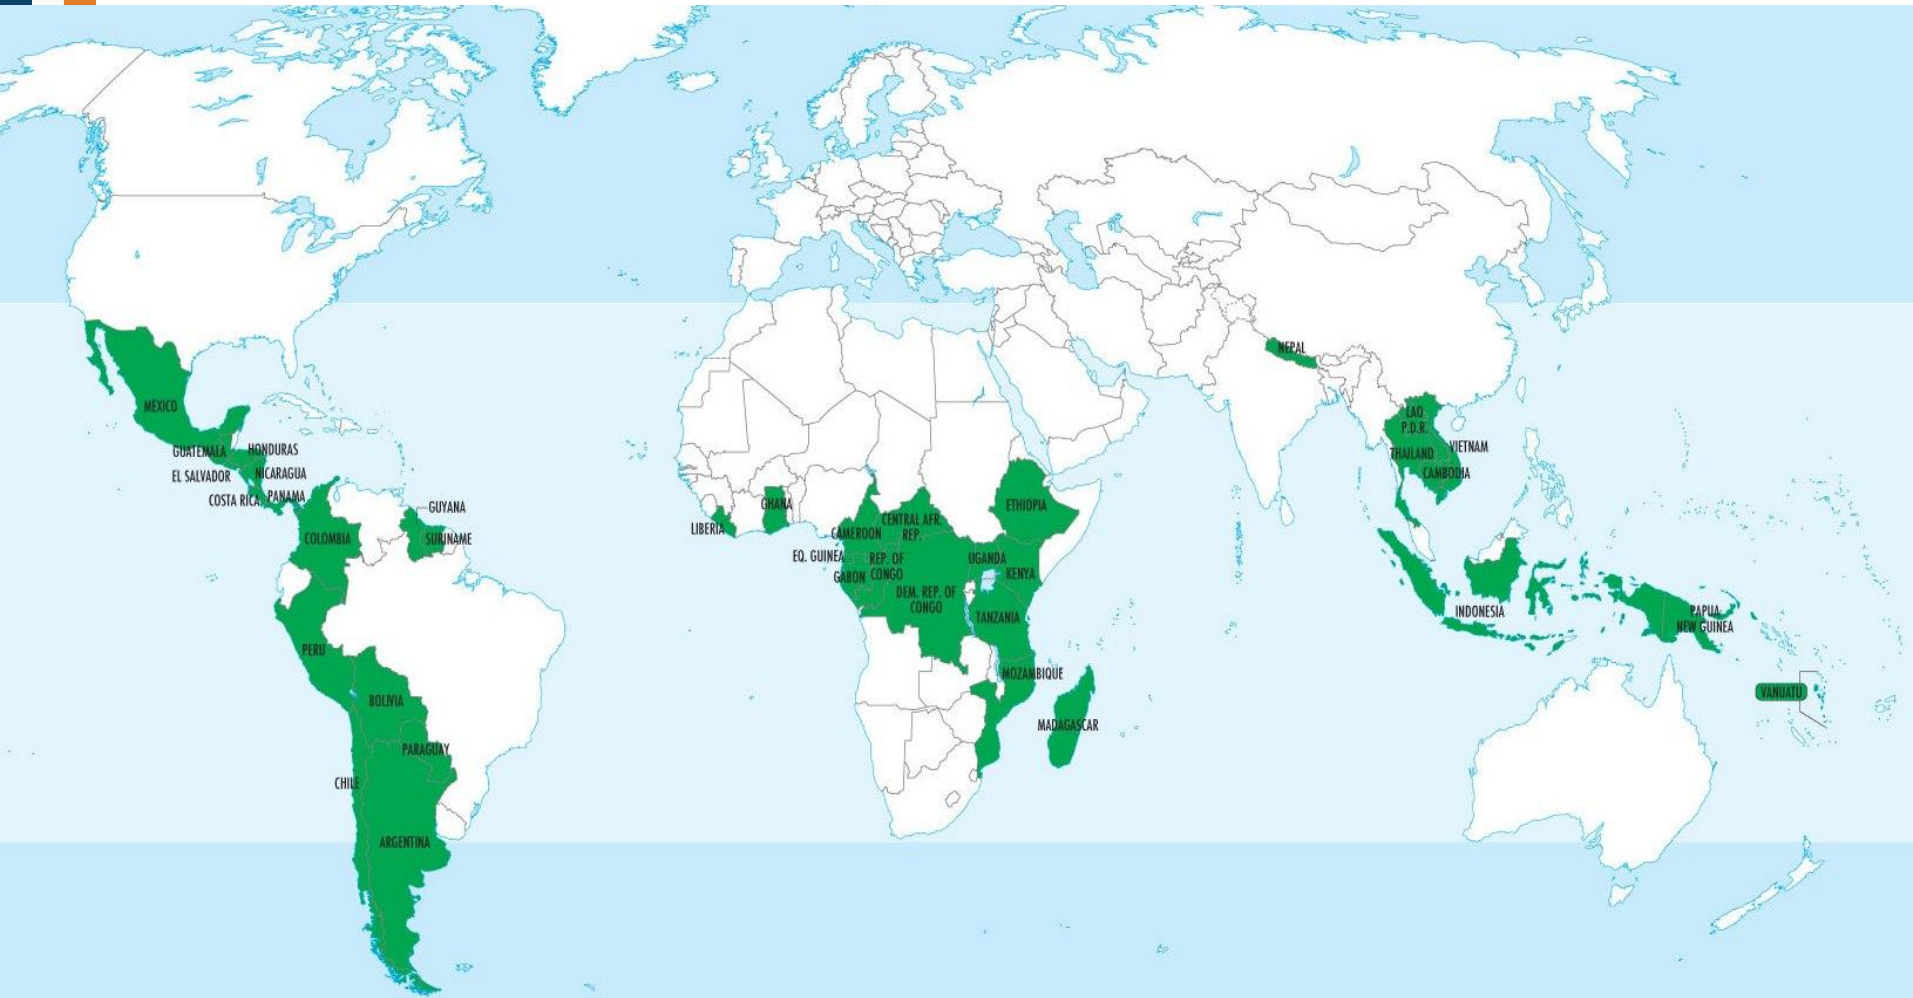 MEXICO
GUATEMALA
HONDURAS
EL SALVADOR
NICARAGUA
COSTA RICA
PANAMA
GUYANA
COLOMBIA
SURINAME
PERU
BOLIVIA
PARAGUAY
CHILE
ARGENTINA
LIBERIA
GHANA
CAMEROON
CENTRAL AFR.
REP.
ETHIOPIA
EQ. GUINEA
GABON
REP. OF
CONGO
UGANDA
KENYA
DEM. REP. OF
CONGO
TANZANIA
MOZAMBIQUE
MADAGASCAR
NEPAL
LAO
P.D.R.
THAILAND
VIETNAM
CAMBODIA
INDONESIA
PAPUA
NEW GUINEA
VANUATU